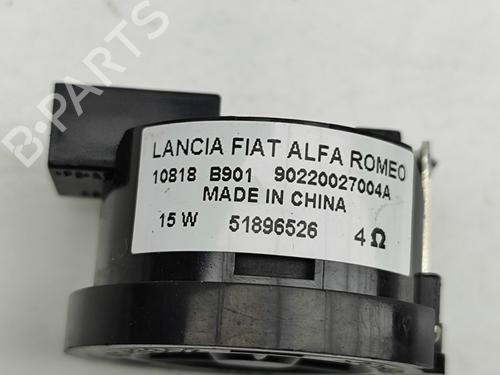 LANCIA FIAT ALFA ROMEO
10818 B901 90220027004A
MADE IN CHINA
15 W 51896526 4 Ω
B-PARTS